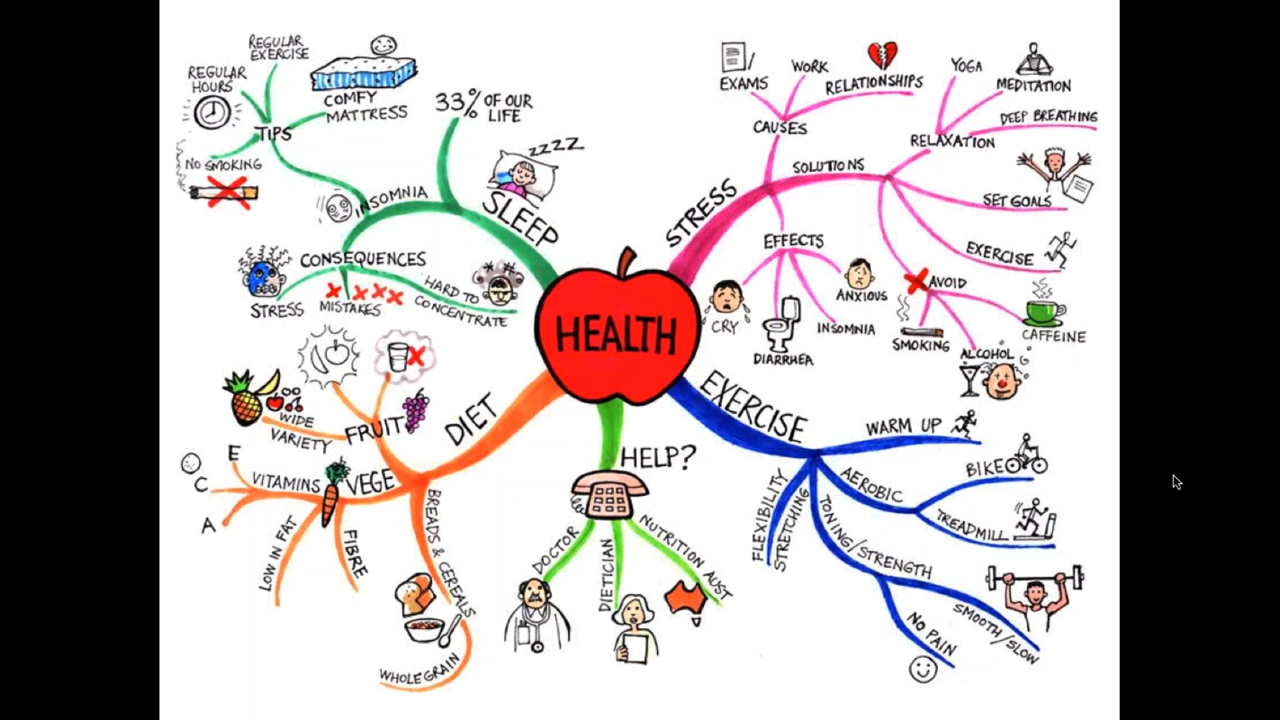 HEALTH
SLEEP
33% OF OUR
LIFE
ZZZZ
INSOMNIA
TIPS
REGULAR
EXERCISE
REGULAR
HOURS
COMFY
MATTRESS
NO SMOKING
CONSEQUENCES
STRESS
MISTAKES
HARD TO
CONCENTRATE
STRESS
CAUSES
EXAMS
WORK
RELATIONSHIPS
SOLUTIONS
RELAXATION
YOGA
MEDITATION
DEEP BREATHING
SET GOALS
EXERCISE
AVOID
SMOKING
ALCOHOL
CAFFEINE
EFFECTS
CRY
DIARRHEA
INSOMNIA
ANXIOUS
DIET
FRUIT
WIDE
VARIETY
VEGE
VITAMINS
E
C
A
LOW IN FAT
FIBRE
BREADS & CEREALS
WHOLEGRAIN
HELP?
DOCTOR
DIETICIAN
NUTRITION AUST
EXERCISE
WARM UP
AEROBIC
BIKE
TREADMILL
TONING/STRENGTH
SMOOTH/SLOW
NO PAIN
FLEXIBILITY
STRETCHING